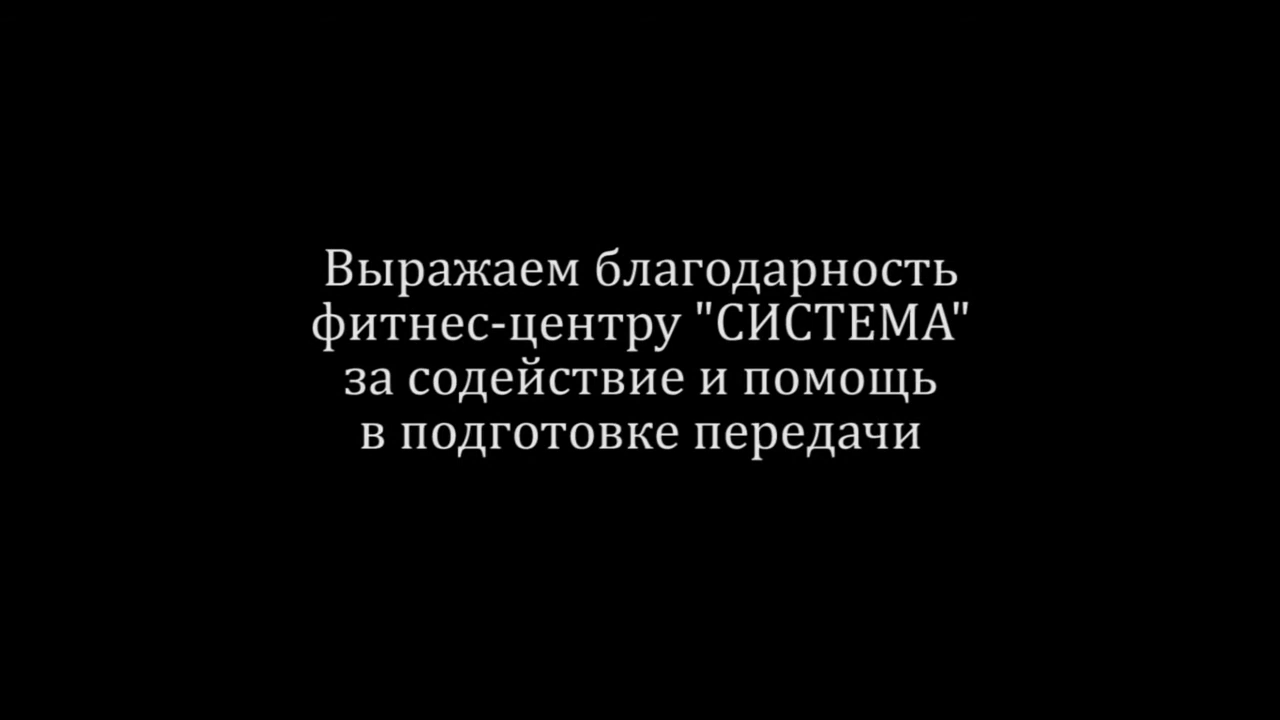 Выражаем благодарность
фитнес-центру "СИСТЕМА"
за содействие и помощь
в подготовке передачи